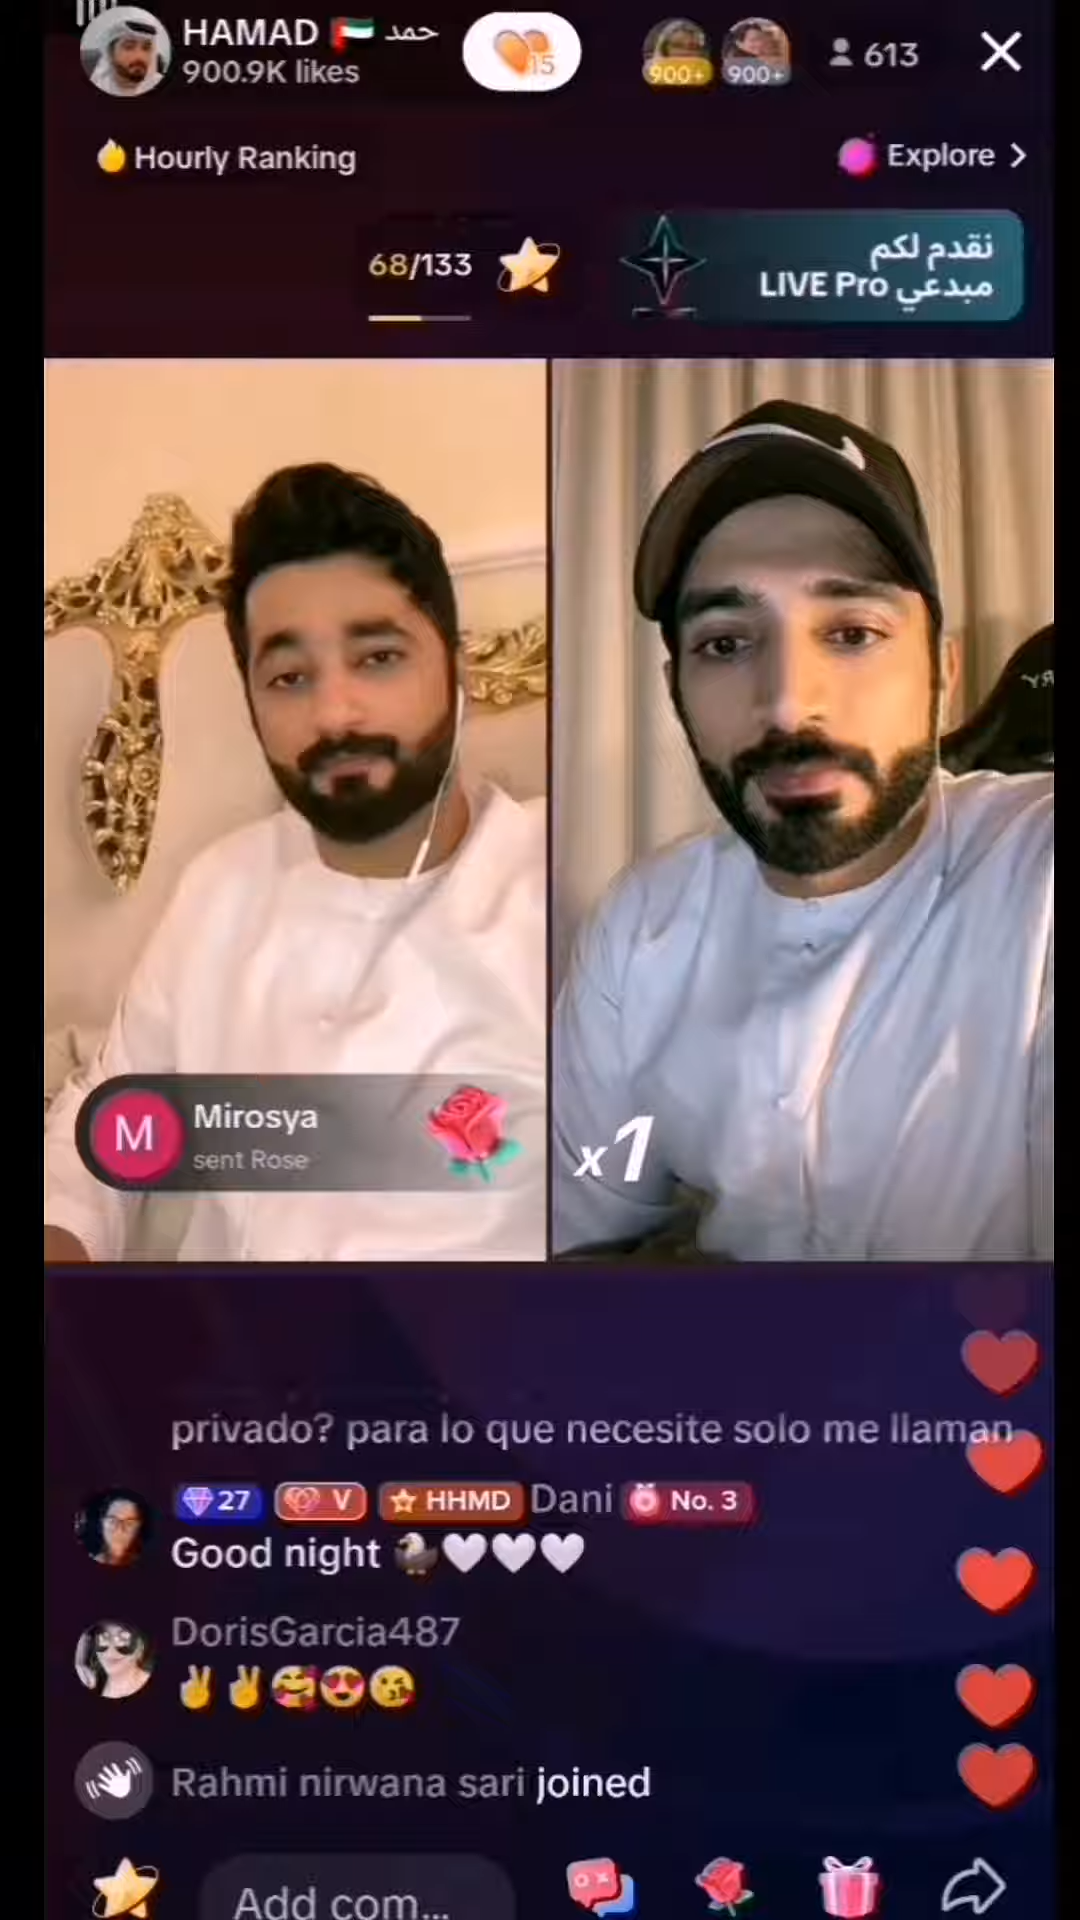 HAMAD 🇦🇪 حمد
900.9K likes
15
900+
900+
613
Hourly Ranking
Explore >
68/133
نقدم لكم
مبدعي LIVE Pro
Mirosya
sent Rose
x1
M
privado? para lo que necesite solo me llaman
27 V HHMD Dani No. 3
Good night 🦅🤍🤍🤍
DorisGarcia487
✌️✌️🥰😍😘
Rahmi nirwana sari joined
Add com...